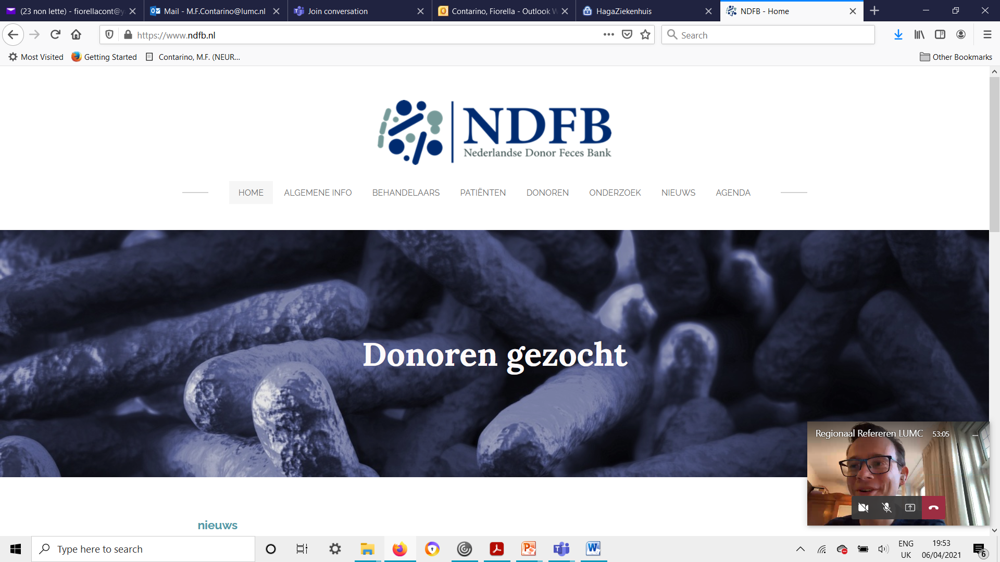 (23 non lette) - fiorellacont@y
Mail - M.F.Contarino@lumc.nl
Join conversation
Contarino, Fiorella - Outlook W
HagaZiekenhuis
NDFB - Home
https://www.ndfb.nl
Search
Most Visited
Getting Started
Contarino, M.F. (NEUR...
Other Bookmarks
NDFB
Nederlandse Donor Feces Bank
HOME
ALGEMENE INFO
BEHANDELAARS
PATIËNTEN
DONOREN
ONDERZOEK
NIEUWS
AGENDA
Donoren gezocht
Regionaal Refereren LUMC 53:05
nieuws
Type here to search
ENG
UK
19:53
06/04/2021
6